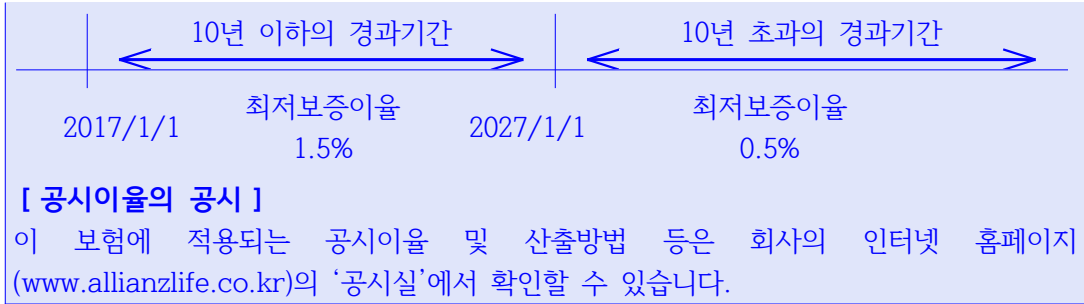 10년 이하의 경과기간 10년 초과의 경과기간
2017/1/1 최저보증이율 2027/1/1 최저보증이율
1.5% 0.5%
[ 공시이율의 공시 ]
이 보험에 적용되는 공시이율 및 산출방법 등은 회사의 인터넷 홈페이지
(www.allianzlife.co.kr)의 ‘공시실’에서 확인할 수 있습니다.